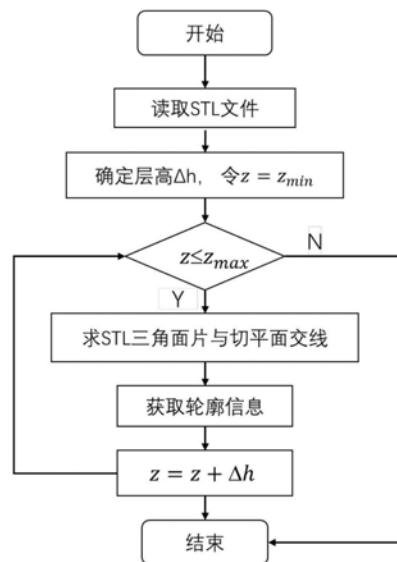 开始
读取STL文件
确定层高Δh, 令z = z_min
z≤z_max
N
Y
求STL三角面片与切平面交线
获取轮廓信息
z = z + Δh
结束